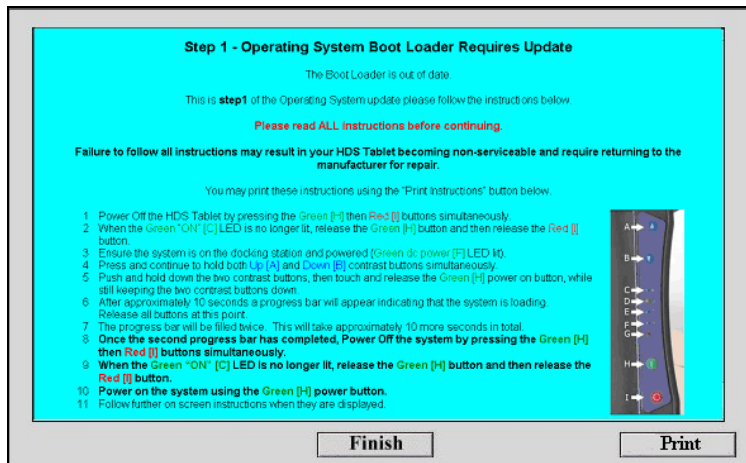 Step 1 - Operating System Boot Loader Requires Update
The Boot Loader is out of date.
This is step1 of the Operating System update please follow the instructions below.
Please read ALL instructions before continuing.
Failure to follow all instructions may result in your HDS Tablet becoming non-serviceable and require returning to the
manufacturer for repair.
You may print these instructions using the "Print Instructions" button below.
1 Power Off the HDS Tablet by pressing the Green [H] then Red [I] buttons simultaneously.
2 When the Green "ON" [C] LED is no longer lit, release the Green [H] button and then release the Red [I]
button.
3 Ensure the system is on the docking station and powered (Green dc power [F] LED lit).
4 Press and continue to hold both Up [A] and Down [B] contrast buttons simultaneously.
5 Push and hold down the two contrast buttons, then touch and release the Green [H] power on button, while
still keeping the two contrast buttons down.
6 After approximately 10 seconds a progress bar will appear indicating that the system is loading.
Release all buttons at this point.
7 The progress bar will be filled twice. This will take approximately 10 more seconds in total.
8 Once the second progress bar has completed, Power Off the system by pressing the Green [H]
then Red [I] buttons simultaneously.
9 When the Green "ON" [C] LED is no longer lit, release the Green [H] button and then release the
Red [I] button.
10 Power on the system using the Green [H] power button.
11 Follow further on screen instructions when they are displayed.
A
B
C
D
E
F
G
H
I
Finish
Print